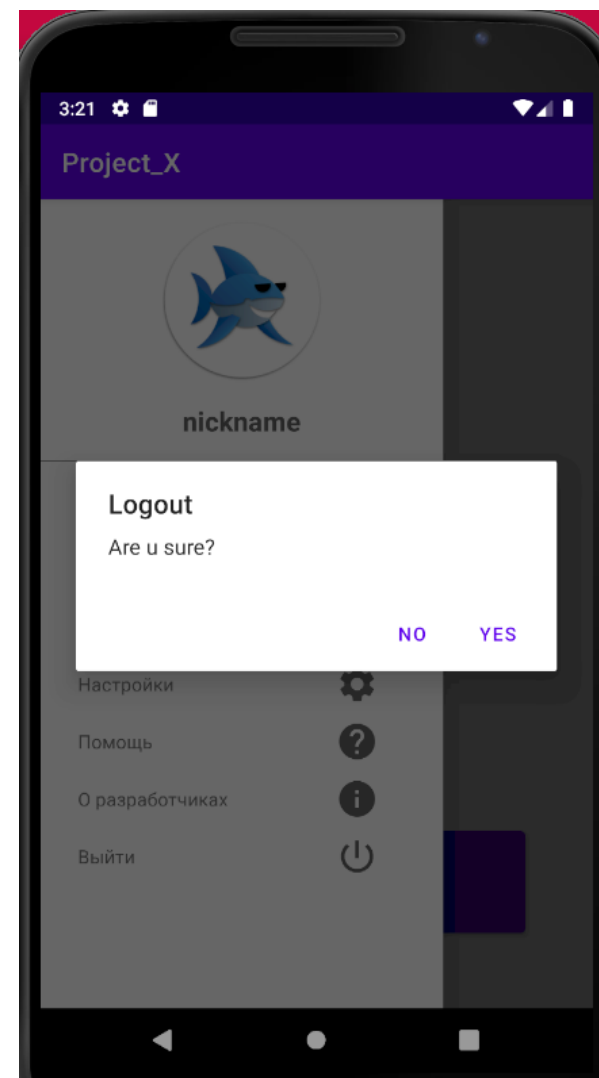 3:21
Project_X
nickname
Logout
Are u sure?
NO YES
Настройки
Помощь
О разработчиках
Выйти